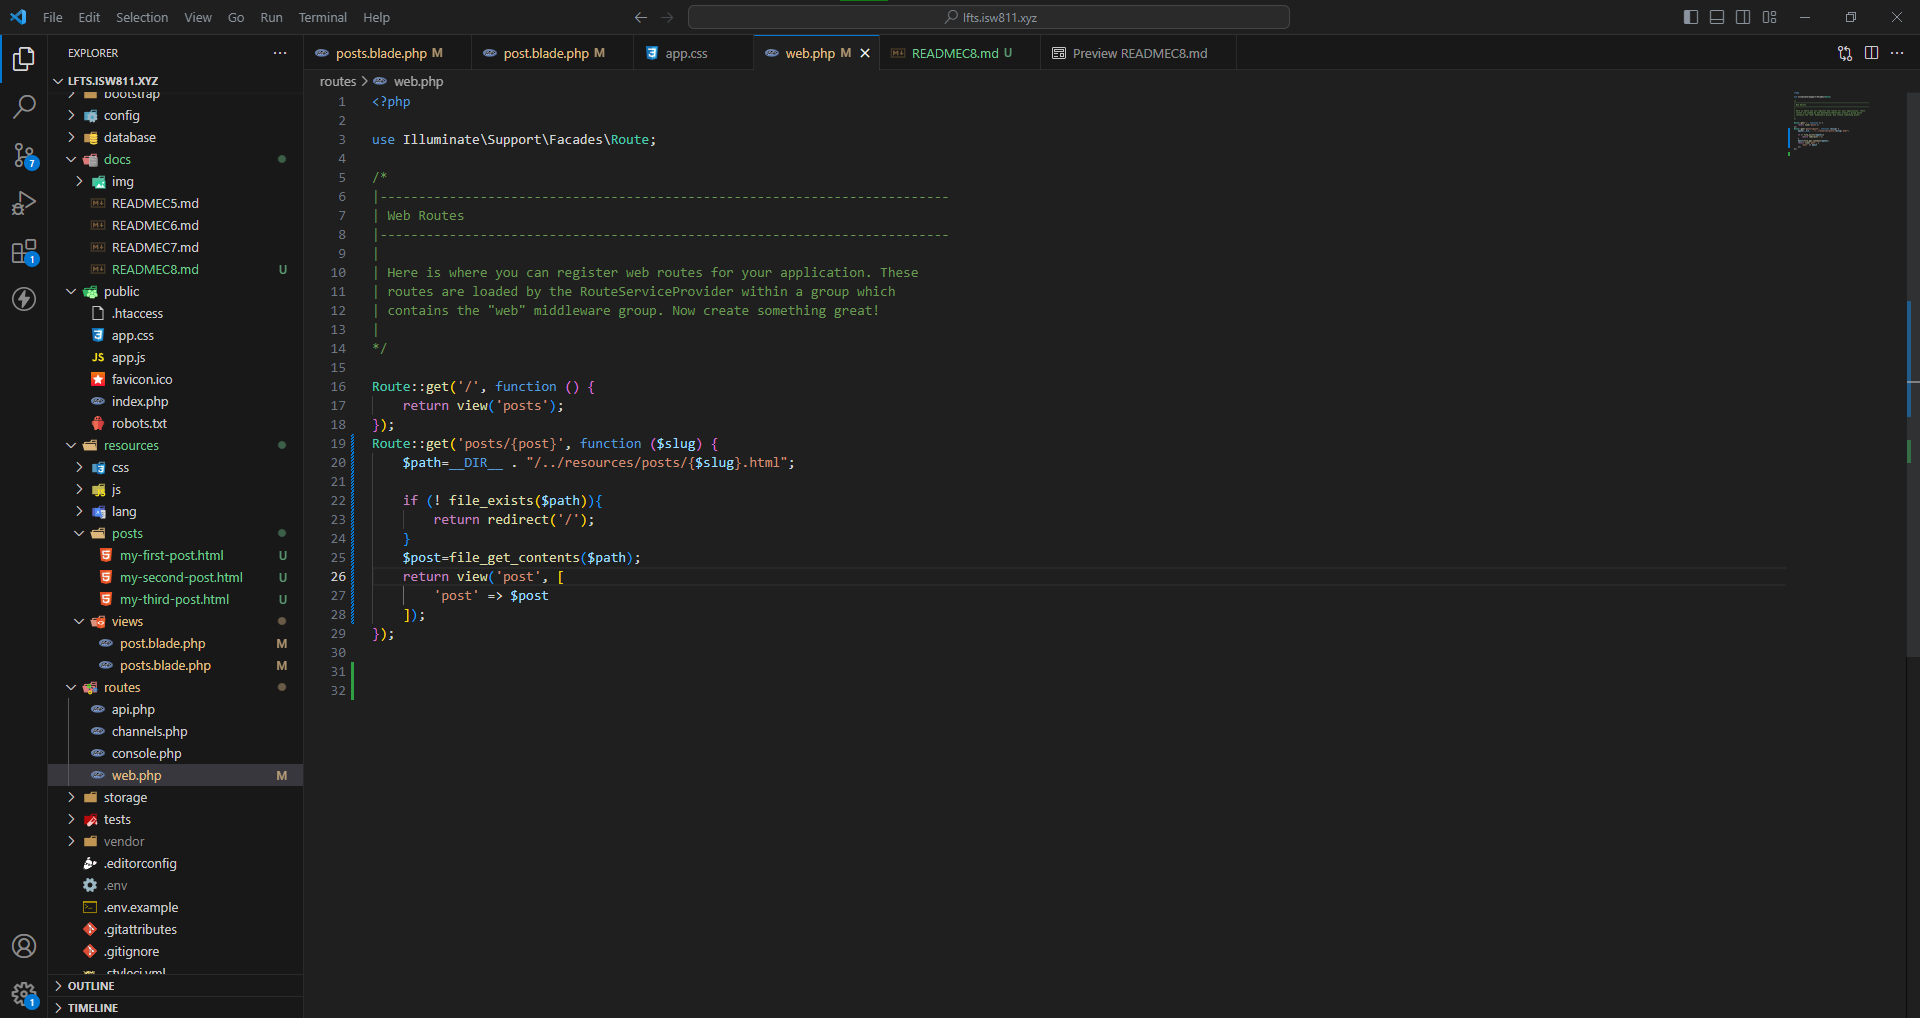 File Edit Selection View Go Run Terminal Help
lfts.isw811.xyz
EXPLORER
posts.blade.php M
post.blade.php M
app.css
web.php M
READMEC8.md U
Preview READMEC8.md
LFTS.ISW811.XYZ
bootstrap
config
database
docs
img
READMEC5.md
READMEC6.md
READMEC7.md
READMEC8.md U
public
.htaccess
app.css
app.js
favicon.ico
index.php
robots.txt
resources
css
js
lang
posts
my-first-post.html U
my-second-post.html U
my-third-post.html U
views
post.blade.php M
posts.blade.php M
routes
api.php
channels.php
console.php
web.php M
storage
tests
vendor
.editorconfig
.env
.env.example
.gitattributes
.gitignore
.styleci.yml
OUTLINE
TIMELINE
7
1
1
routes > web.php
1 <?php
2
3 use Illuminate\Support\Facades\Route;
4
5 /*
6 |--------------------------------------------------------------------------
7 | Web Routes
8 |--------------------------------------------------------------------------
9 |
10 | Here is where you can register web routes for your application. These
11 | routes are loaded by the RouteServiceProvider within a group which
12 | contains the "web" middleware group. Now create something great!
13 |
14 */
15
16 Route::get('/', function () {
17     return view('posts');
18 });
19 Route::get('posts/{post}', function ($slug) {
20     $path=__DIR__ . "/../resources/posts/{$slug}.html";
21
22     if (! file_exists($path)){
23         return redirect('/');
24     }
25     $post=file_get_contents($path);
26     return view('post', [
27         'post' => $post
28     ]);
29 });
30
31
32